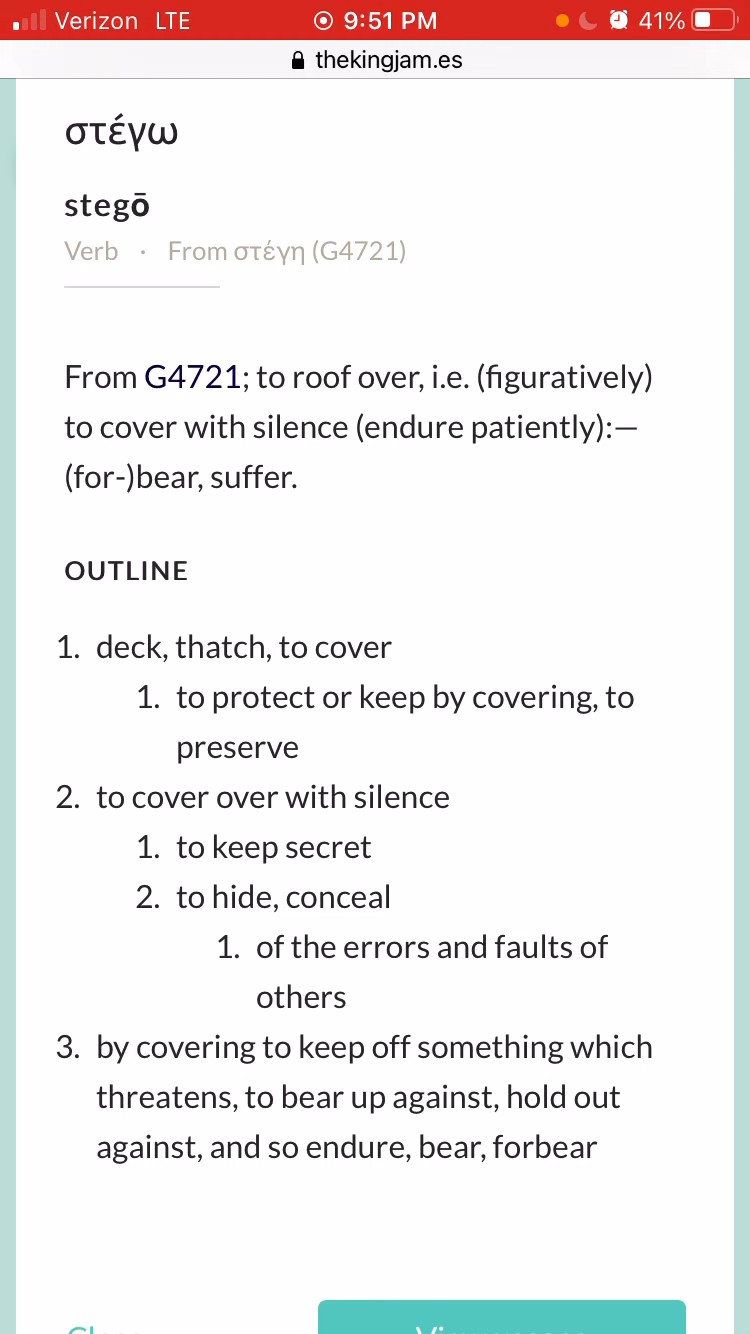 Verizon LTE 9:51 PM 41%
thekingjam.es
στέγω
stegō
Verb · From στέγη (G4721)
From G4721; to roof over, i.e. (figuratively)
to cover with silence (endure patiently):—
(for-)bear, suffer.
OUTLINE
1. deck, thatch, to cover
1. to protect or keep by covering, to
preserve
2. to cover over with silence
1. to keep secret
2. to hide, conceal
1. of the errors and faults of
others
3. by covering to keep off something which
threatens, to bear up against, hold out
against, and so endure, bear, forbear